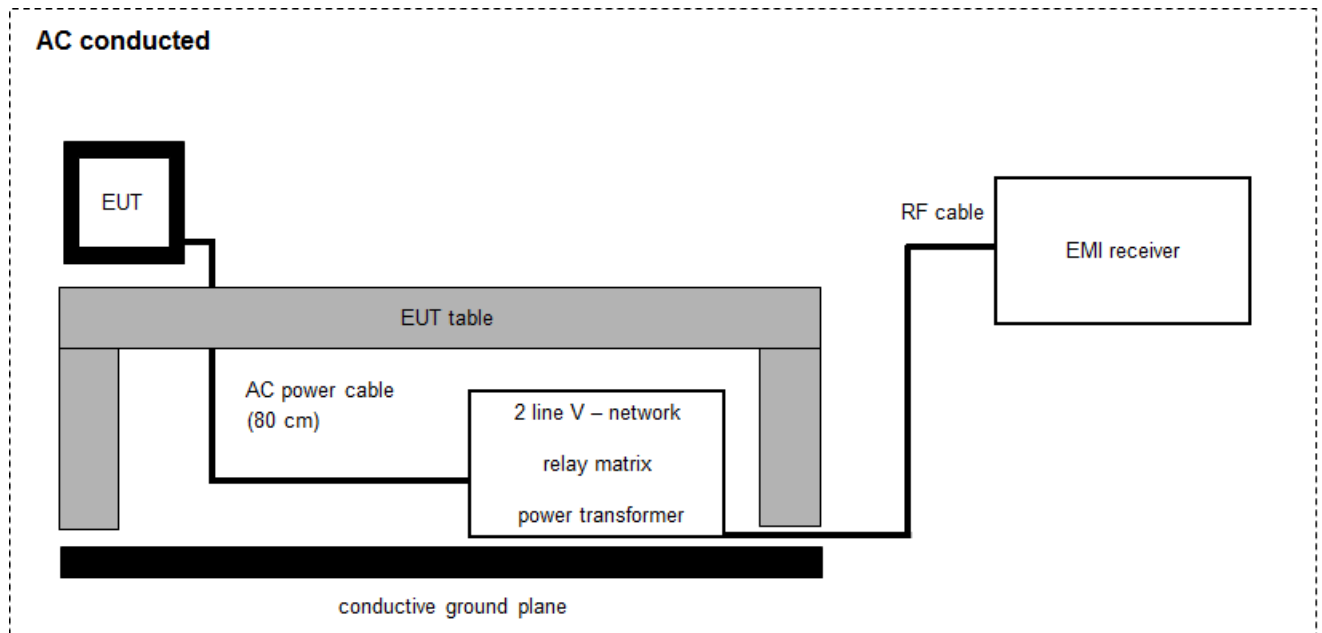 AC conducted
EUT
RF cable
EMI receiver
EUT table
AC power cable
(80 cm)
2 line V – network
relay matrix
power transformer
conductive ground plane